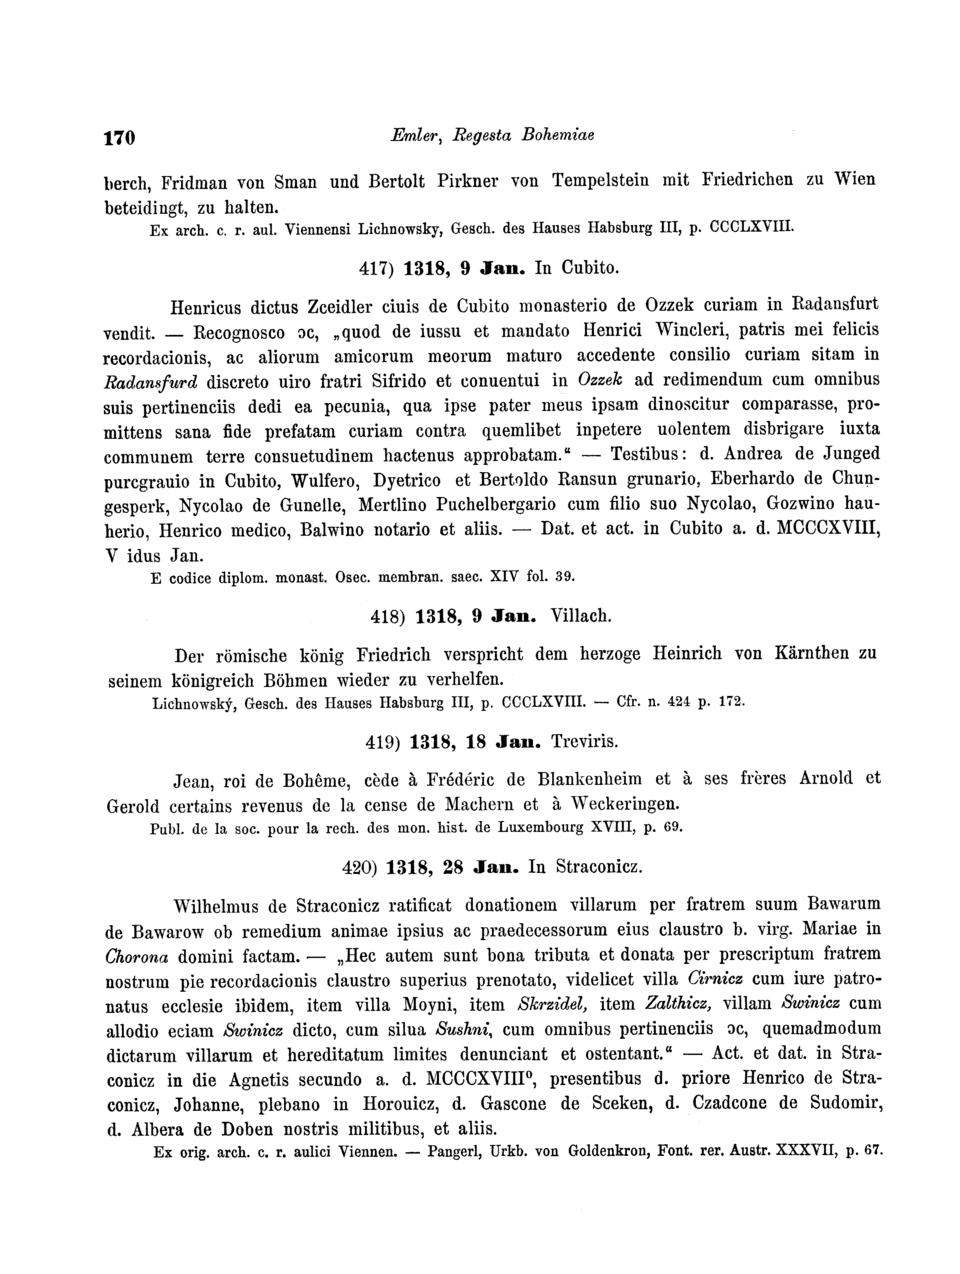 170 Emler, Regesta Bohemiae
berch, Fridman von Sman und Bertolt Pirkner von Tempelstein mit Friedrichen zu Wien
beteidingt, zu halten.
Ex arch. c. r. aul. Viennensi Lichnowsky, Gesch. des Hauses Habsburg III, p. CCCLXVIII.
417) 1318, 9 Jan. In Cubito.
Henricus dictus Zceidler ciuis de Cubito monasterio de Ozzek curiam in Radansfurt
vendit. — Recognosco ɔc, „quod de iussu et mandato Henrici Wincleri, patris mei felicis
recordacionis, ac aliorum amicorum meorum maturo accedente consilio curiam sitam in
Radansfurd discreto uiro fratri Sifrido et conuentui in Ozzek ad redimendum cum omnibus
suis pertinenciis dedi ea pecunia, qua ipse pater meus ipsam dinoscitur comparasse, pro-
mittens sana fide prefatam curiam contra quemlibet inpetere uolentem disbrigare iuxta
communem terre consuetudinem hactenus approbatam.“ — Testibus: d. Andrea de Junged
purcgrauio in Cubito, Wulfero, Dyetrico et Bertoldo Ransun grunario, Eberhardo de Chun-
gesperk, Nycolao de Gunelle, Mertlino Puchelbergario cum filio suo Nycolao, Gozwino hau-
herio, Henrico medico, Balwino notario et aliis. — Dat. et act. in Cubito a. d. MCCCXVIII,
V idus Jan.
E codice diplom. monast. Osec. membran. saec. XIV fol. 39.
418) 1318, 9 Jan. Villach.
Der römische könig Friedrich verspricht dem herzoge Heinrich von Kärnthen zu
seinem königreich Böhmen wieder zu verhelfen.
Lichnowský, Gesch. des Hauses Habsburg III, p. CCCLXVIII. — Cfr. n. 424 p. 172.
419) 1318, 18 Jan. Treviris.
Jean, roi de Bohême, cède à Frédéric de Blankenheim et à ses frères Arnold et
Gerold certains revenus de la cense de Machern et à Weckeringen.
Publ. de la soc. pour la rech. des mon. hist. de Luxembourg XVIII, p. 69.
420) 1318, 28 Jan. In Straconicz.
Wilhelmus de Straconicz ratificat donationem villarum per fratrem suum Bawarum
de Bawarow ob remedium animae ipsius ac praedecessorum eius claustro b. virg. Mariae in
Chorona domini factam. — „Hec autem sunt bona tributa et donata per prescriptum fratrem
nostrum pie recordacionis claustro superius prenotato, videlicet villa Cirnicz cum iure patro-
natus ecclesie ibidem, item villa Moyni, item Skrzidel, item Zalthicz, villam Swinicz cum
allodio eciam Swinicz dicto, cum silua Sushni, cum omnibus pertinenciis ɔc, quemadmodum
dictarum villarum et hereditatum limites denunciant et ostentant.“ — Act. et dat. in Stra-
conicz in die Agnetis secundo a. d. MCCCXVIII⁰, presentibus d. priore Henrico de Stra-
conicz, Johanne, plebano in Horouicz, d. Gascone de Sceken, d. Czadcone de Sudomir,
d. Albera de Doben nostris militibus, et aliis.
Ex orig. arch. c. r. aulici Viennen. — Pangerl, Urkb. von Goldenkron, Font. rer. Austr. XXXVII, p. 67.